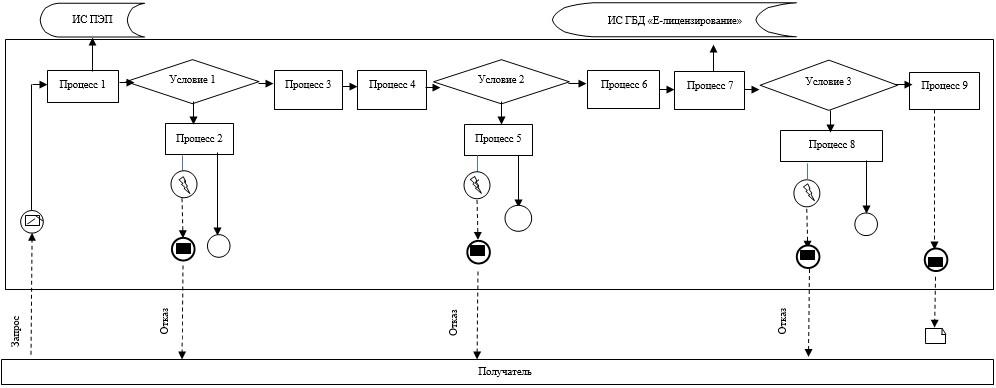 ИС ПЭП
ИС ГБД «Е-лицензирование»
Процесс 1
Условие 1
Процесс 3
Процесс 4
Условие 2
Процесс 6
Процесс 7
Условие 3
Процесс 9
Процесс 2
Процесс 5
Процесс 8
Запрос
Отказ
Отказ
Отказ
Получатель